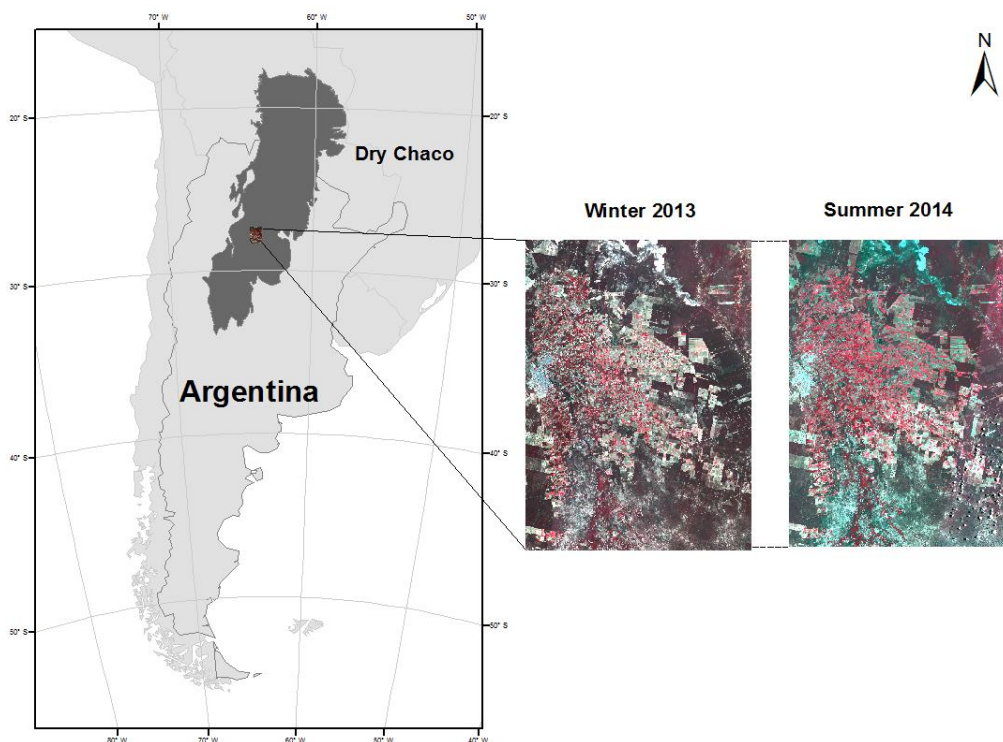 70° W 60° W 50° W
N
20° S 20° S
Dry Chaco
Winter 2013 Summer 2014
30° S 30° S
Argentina
40° S 40° S
50° S 50° S
80° W 70° W 60° W 50° W 40° W